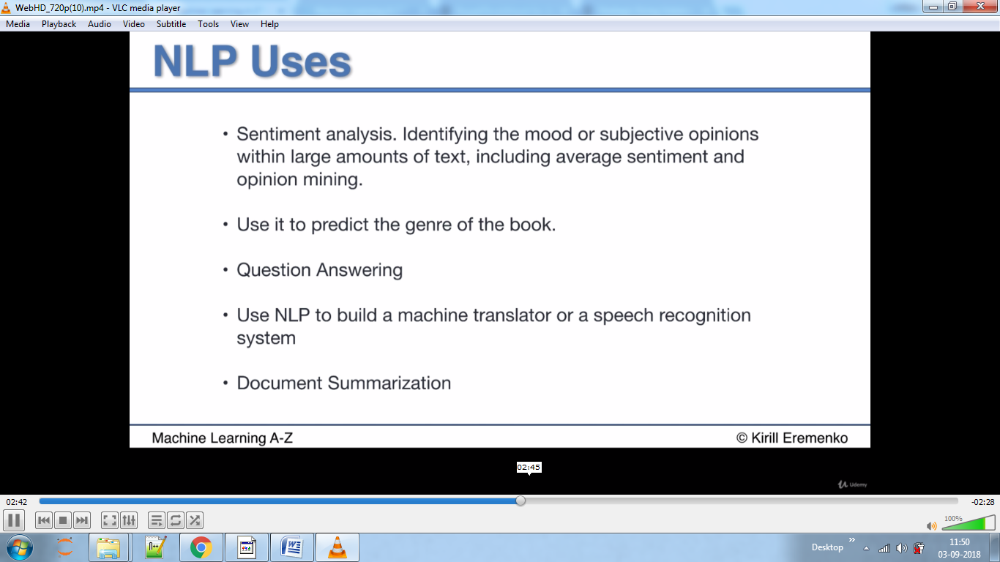 WebHD_720p(10).mp4 - VLC media player
Media Playback Audio Video Subtitle Tools View Help
NLP Uses
• Sentiment analysis. Identifying the mood or subjective opinions
within large amounts of text, including average sentiment and
opinion mining.
• Use it to predict the genre of the book.
• Question Answering
• Use NLP to build a machine translator or a speech recognition
system
• Document Summarization
Machine Learning A-Z © Kirill Eremenko
02:45
Udemy
02:42 -02:28
100%
Desktop » 11:50
03-09-2018